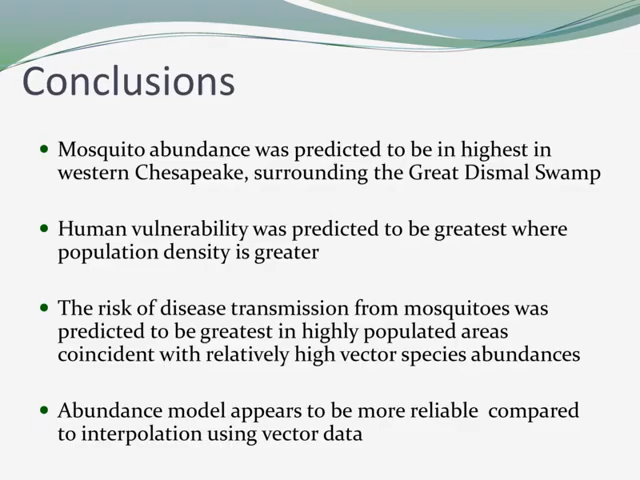 Conclusions
• Mosquito abundance was predicted to be in highest in
western Chesapeake, surrounding the Great Dismal Swamp
• Human vulnerability was predicted to be greatest where
population density is greater
• The risk of disease transmission from mosquitoes was
predicted to be greatest in highly populated areas
coincident with relatively high vector species abundances
• Abundance model appears to be more reliable  compared
to interpolation using vector data